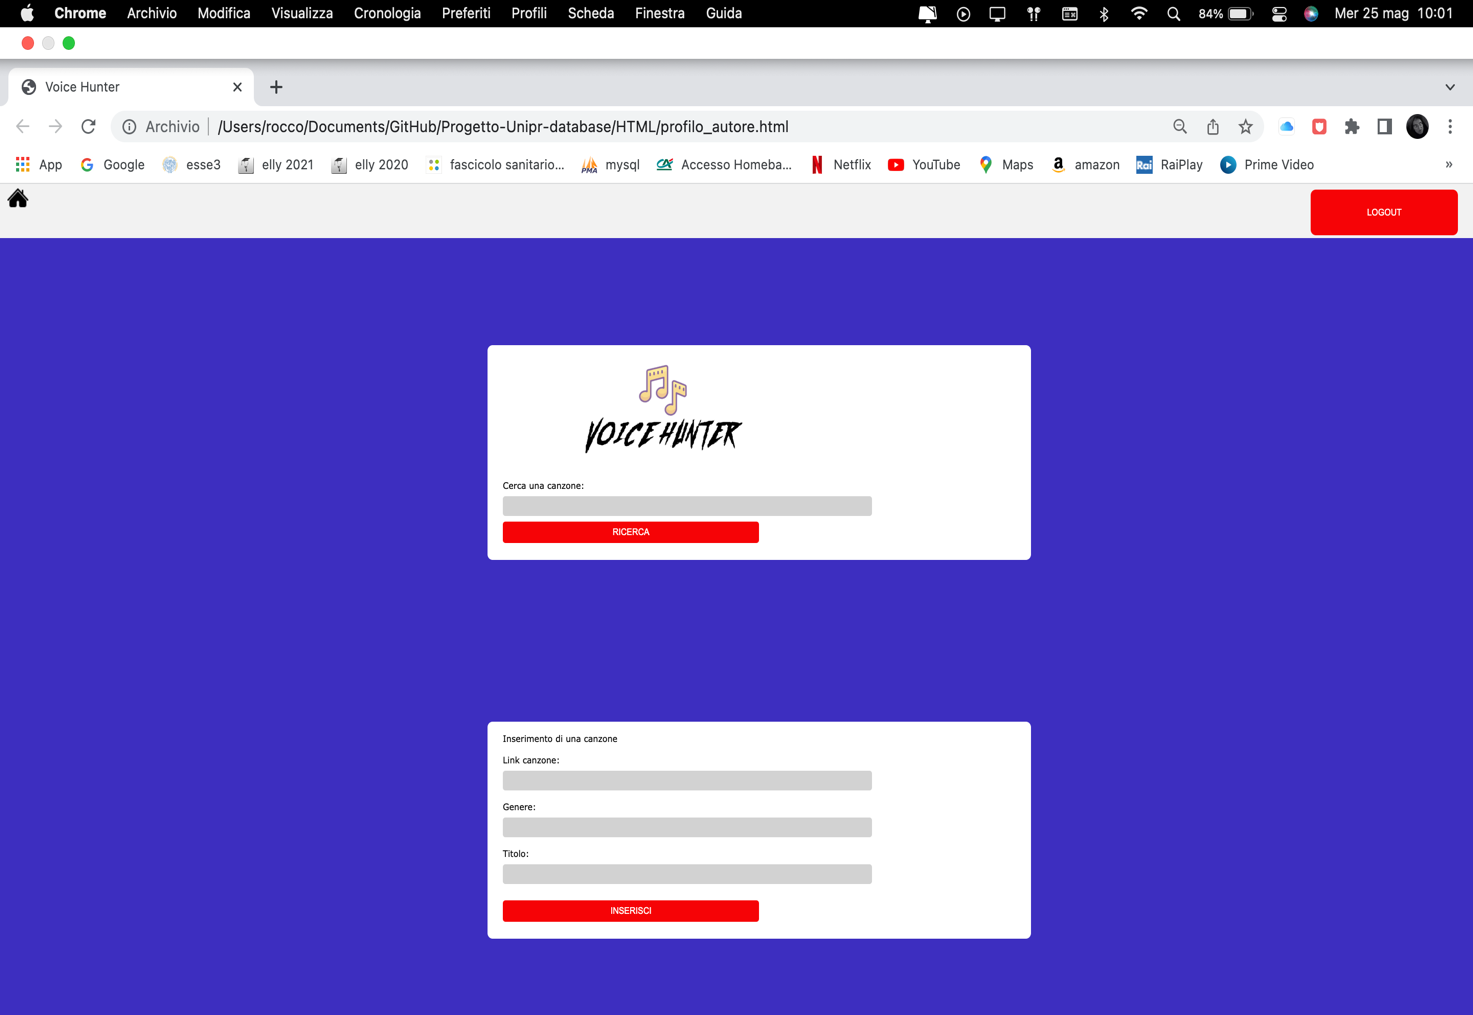 Chrome Archivio Modifica Visualizza Cronologia Preferiti Profili Scheda Finestra Guida 84% Mer 25 mag 10:01
Voice Hunter
Archivio /Users/rocco/Documents/GitHub/Progetto-Unipr-database/HTML/profilo_autore.html
App Google esse3 elly 2021 elly 2020 fascicolo sanitario... PMA mysql CA Accesso Homeba... Netflix YouTube Maps amazon Rai RaiPlay Prime Video »
LOGOUT
VOICE HUNTER
Cerca una canzone:
RICERCA
Inserimento di una canzone
Link canzone:
Genere:
Titolo:
INSERISCI